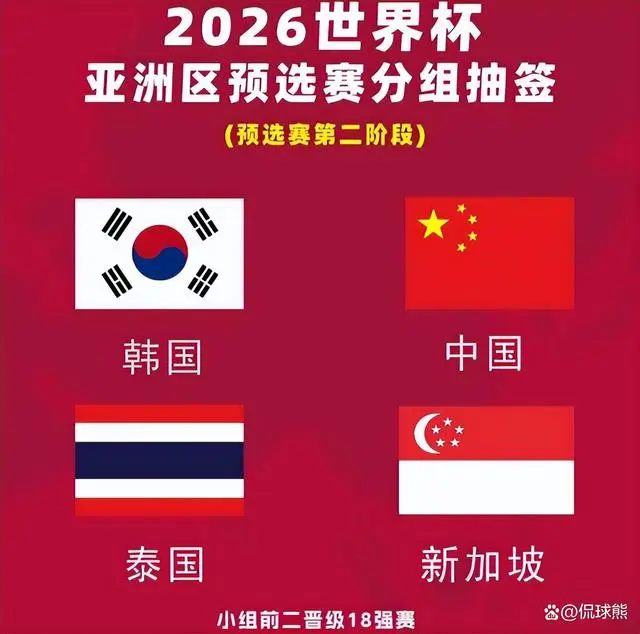 2026世界杯
亚洲区预选赛分组抽签
(预选赛第二阶段)
韩国
中国
泰国
新加坡
小组前二晋级18强赛
@侃球熊